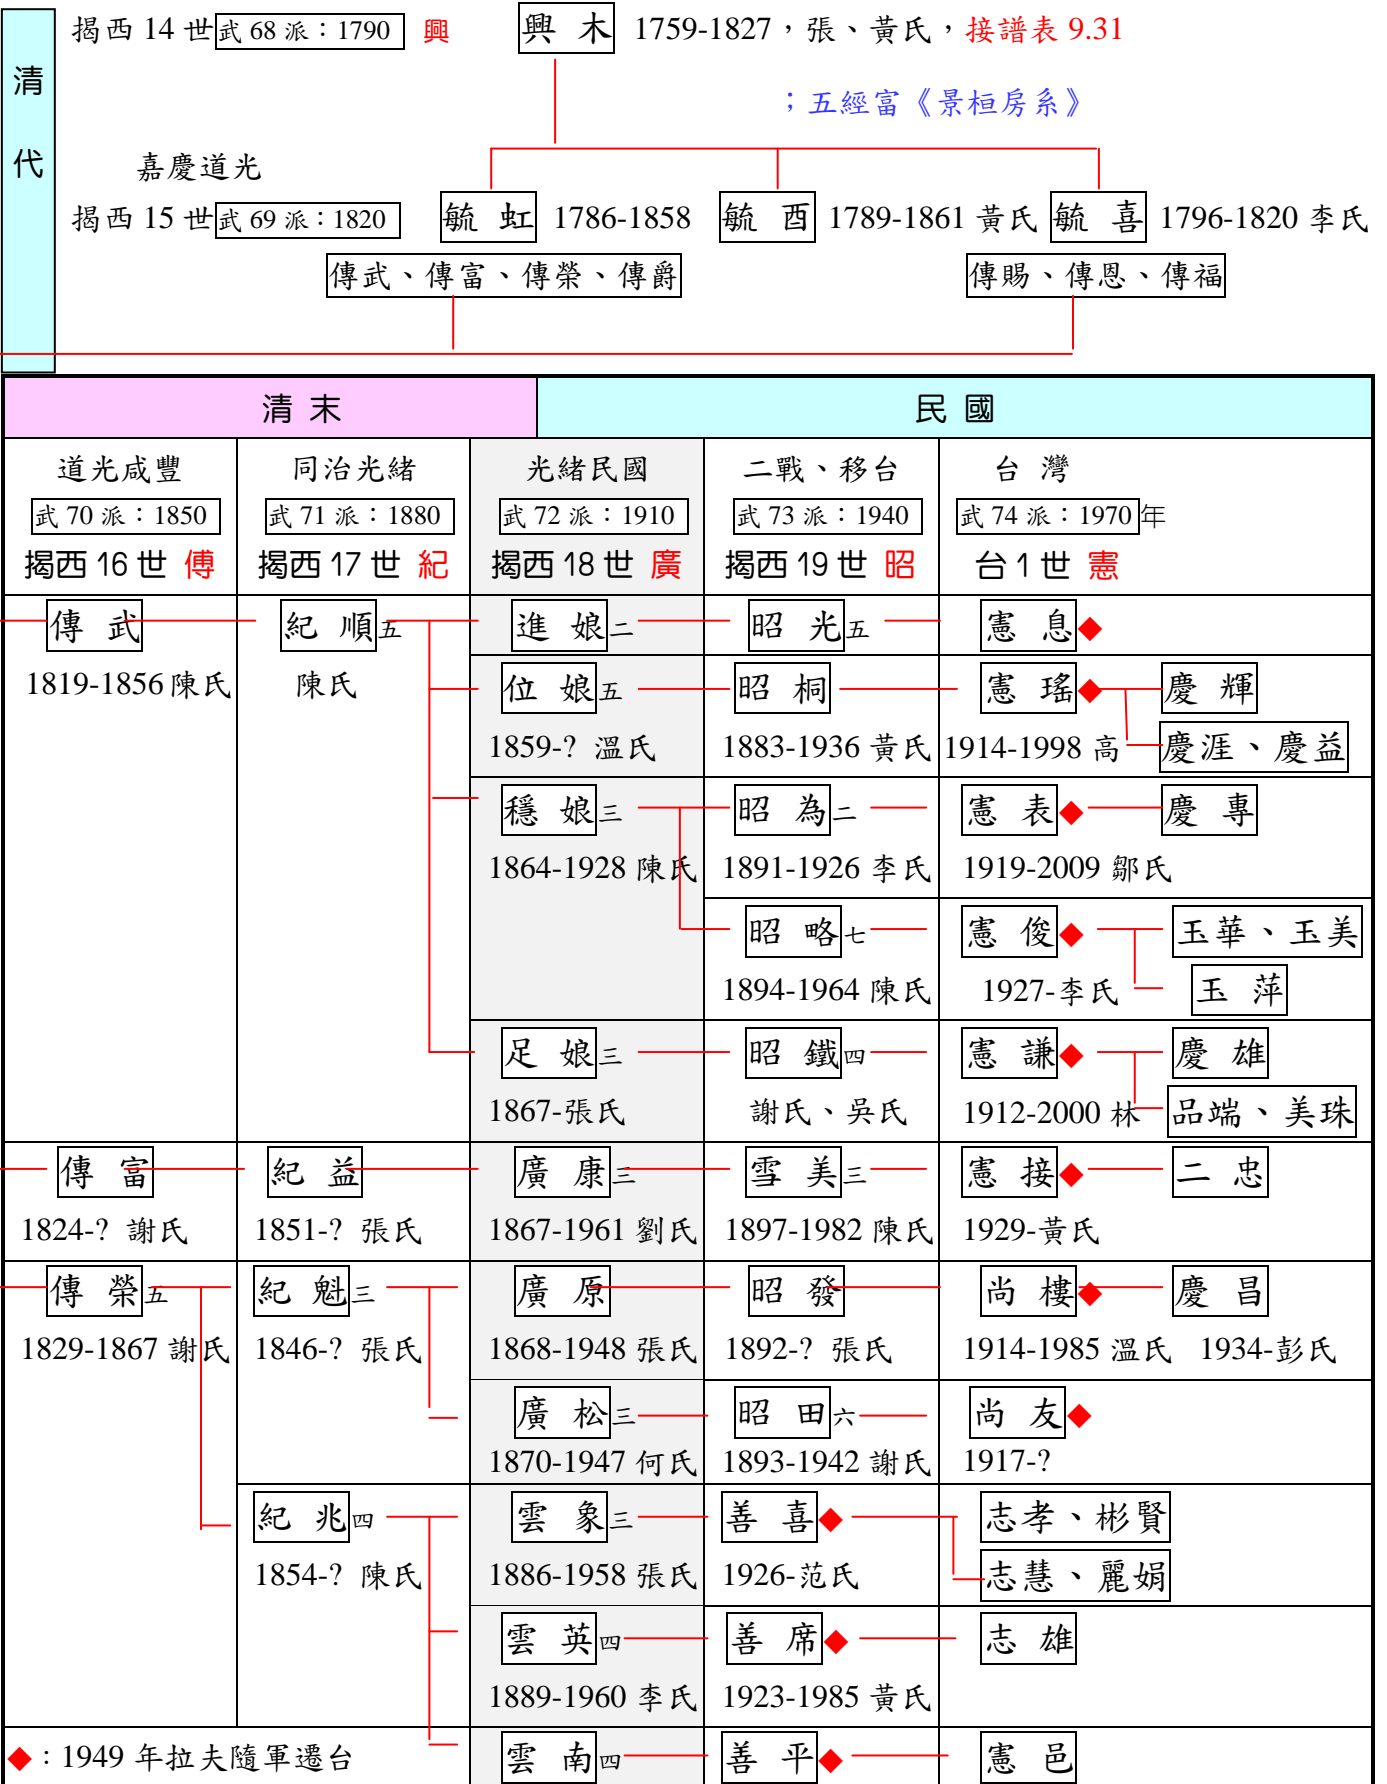 揭西 14 世 武 68 派：1790 興 興 木 1759-1827，張、黃氏，接譜表 9.31
清
；五經富《景桓房系》
代
嘉慶道光
揭西 15 世 武 69 派：1820 毓 虹 1786-1858 毓 酉 1789-1861 黃氏 毓 喜 1796-1820 李氏
傳武、傳富、傳榮、傳爵 傳賜、傳恩、傳福
清 末 民 國
道光咸豐 同治光緒 光緒民國 二戰、移台 台 灣
武 70 派：1850 武 71 派：1880 武 72 派：1910 武 73 派：1940 武 74 派：1970 年
揭西 16 世 傳 揭西 17 世 紀 揭西 18 世 廣 揭西 19 世 昭 台 1 世 憲
傳 武 紀 順五 進 娘二 昭 光五 憲 息◆
1819-1856 陳氏 陳氏 位 娘五 昭 桐 憲 瑤◆ 慶 輝
1859-? 溫氏 1883-1936 黃氏 1914-1998 高 慶涯、慶益
穩 娘三 昭 為二 憲 表◆ 慶 專
1864-1928 陳氏 1891-1926 李氏 1919-2009 鄒氏
昭 略七 憲 俊◆ 玉華、玉美
1894-1964 陳氏 1927-李氏 玉 萍
足 娘三 昭 鐵四 憲 謙◆ 慶 雄
1867-張氏 謝氏、吳氏 1912-2000 林 品端、美珠
傳 富 紀 益 廣 康三 雪 美三 憲 接◆ 二 忠
1824-? 謝氏 1851-? 張氏 1867-1961 劉氏 1897-1982 陳氏 1929-黃氏
傳 榮五 紀 魁三 廣 原 昭 發 尚 樓◆ 慶 昌
1829-1867 謝氏 1846-? 張氏 1868-1948 張氏 1892-? 張氏 1914-1985 溫氏 1934-彭氏
廣 松三 昭 田六 尚 友◆
1870-1947 何氏 1893-1942 謝氏 1917-?
紀 兆四 雲 象三 善 喜◆ 志孝、彬賢
1854-? 陳氏 1886-1958 張氏 1926-范氏 志慧、麗娟
雲 英四 善 席◆ 志 雄
1889-1960 李氏 1923-1985 黃氏
◆：1949 年拉夫隨軍遷台 雲 南四 善 平◆ 憲 邑